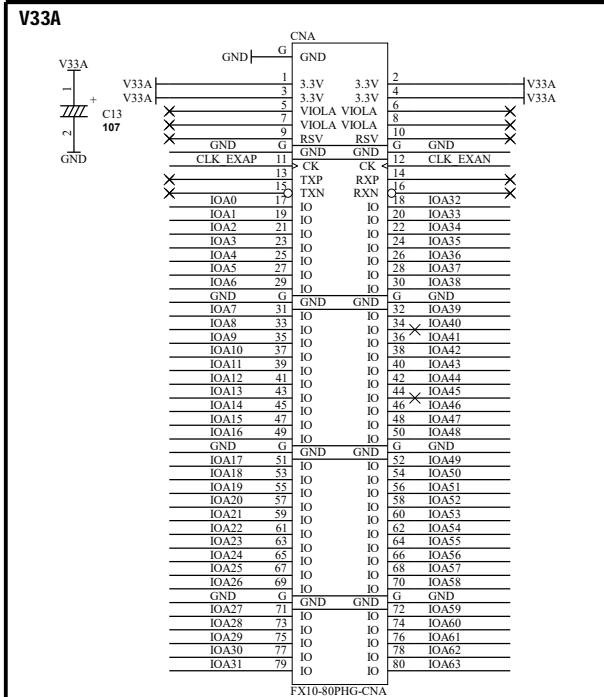 V33A
CNA
GND G GND
V33A
1
+
C13
107
2
GND
V33A 1 3.3V 3.3V 2 V33A
V33A 3 3.3V 3.3V 4 V33A
5 VIOLA VIOLA 6
7 VIOLA VIOLA 8
9 RSV RSV 10
GND G GND GND G GND
CLK_EXAP 11 CK CK 12 CLK_EXAN
13 TXP RXP 14
15 TXN RXN 16
IOA0 17 IO IO 18 IOA32
IOA1 19 IO IO 20 IOA33
IOA2 21 IO IO 22 IOA34
IOA3 23 IO IO 24 IOA35
IOA4 25 IO IO 26 IOA36
IOA5 27 IO IO 28 IOA37
IOA6 29 IO IO 30 IOA38
GND G GND GND G GND
IOA7 31 IO IO 32 IOA39
IOA8 33 IO IO 34 IOA40
IOA9 35 IO IO 36 IOA41
IOA10 37 IO IO 38 IOA42
IOA11 39 IO IO 40 IOA43
IOA12 41 IO IO 42 IOA44
IOA13 43 IO IO 44 IOA45
IOA14 45 IO IO 46 IOA46
IOA15 47 IO IO 48 IOA47
IOA16 49 IO IO 50 IOA48
GND G GND GND G GND
IOA17 51 IO IO 52 IOA49
IOA18 53 IO IO 54 IOA50
IOA19 55 IO IO 56 IOA51
IOA20 57 IO IO 58 IOA52
IOA21 59 IO IO 60 IOA53
IOA22 61 IO IO 62 IOA54
IOA23 63 IO IO 64 IOA55
IOA24 65 IO IO 66 IOA56
IOA25 67 IO IO 68 IOA57
IOA26 69 IO IO 70 IOA58
GND G GND GND G GND
IOA27 71 IO IO 72 IOA59
IOA28 73 IO IO 74 IOA60
IOA29 75 IO IO 76 IOA61
IOA30 77 IO IO 78 IOA62
IOA31 79 IO IO 80 IOA63
FX10-80PHG-CNA